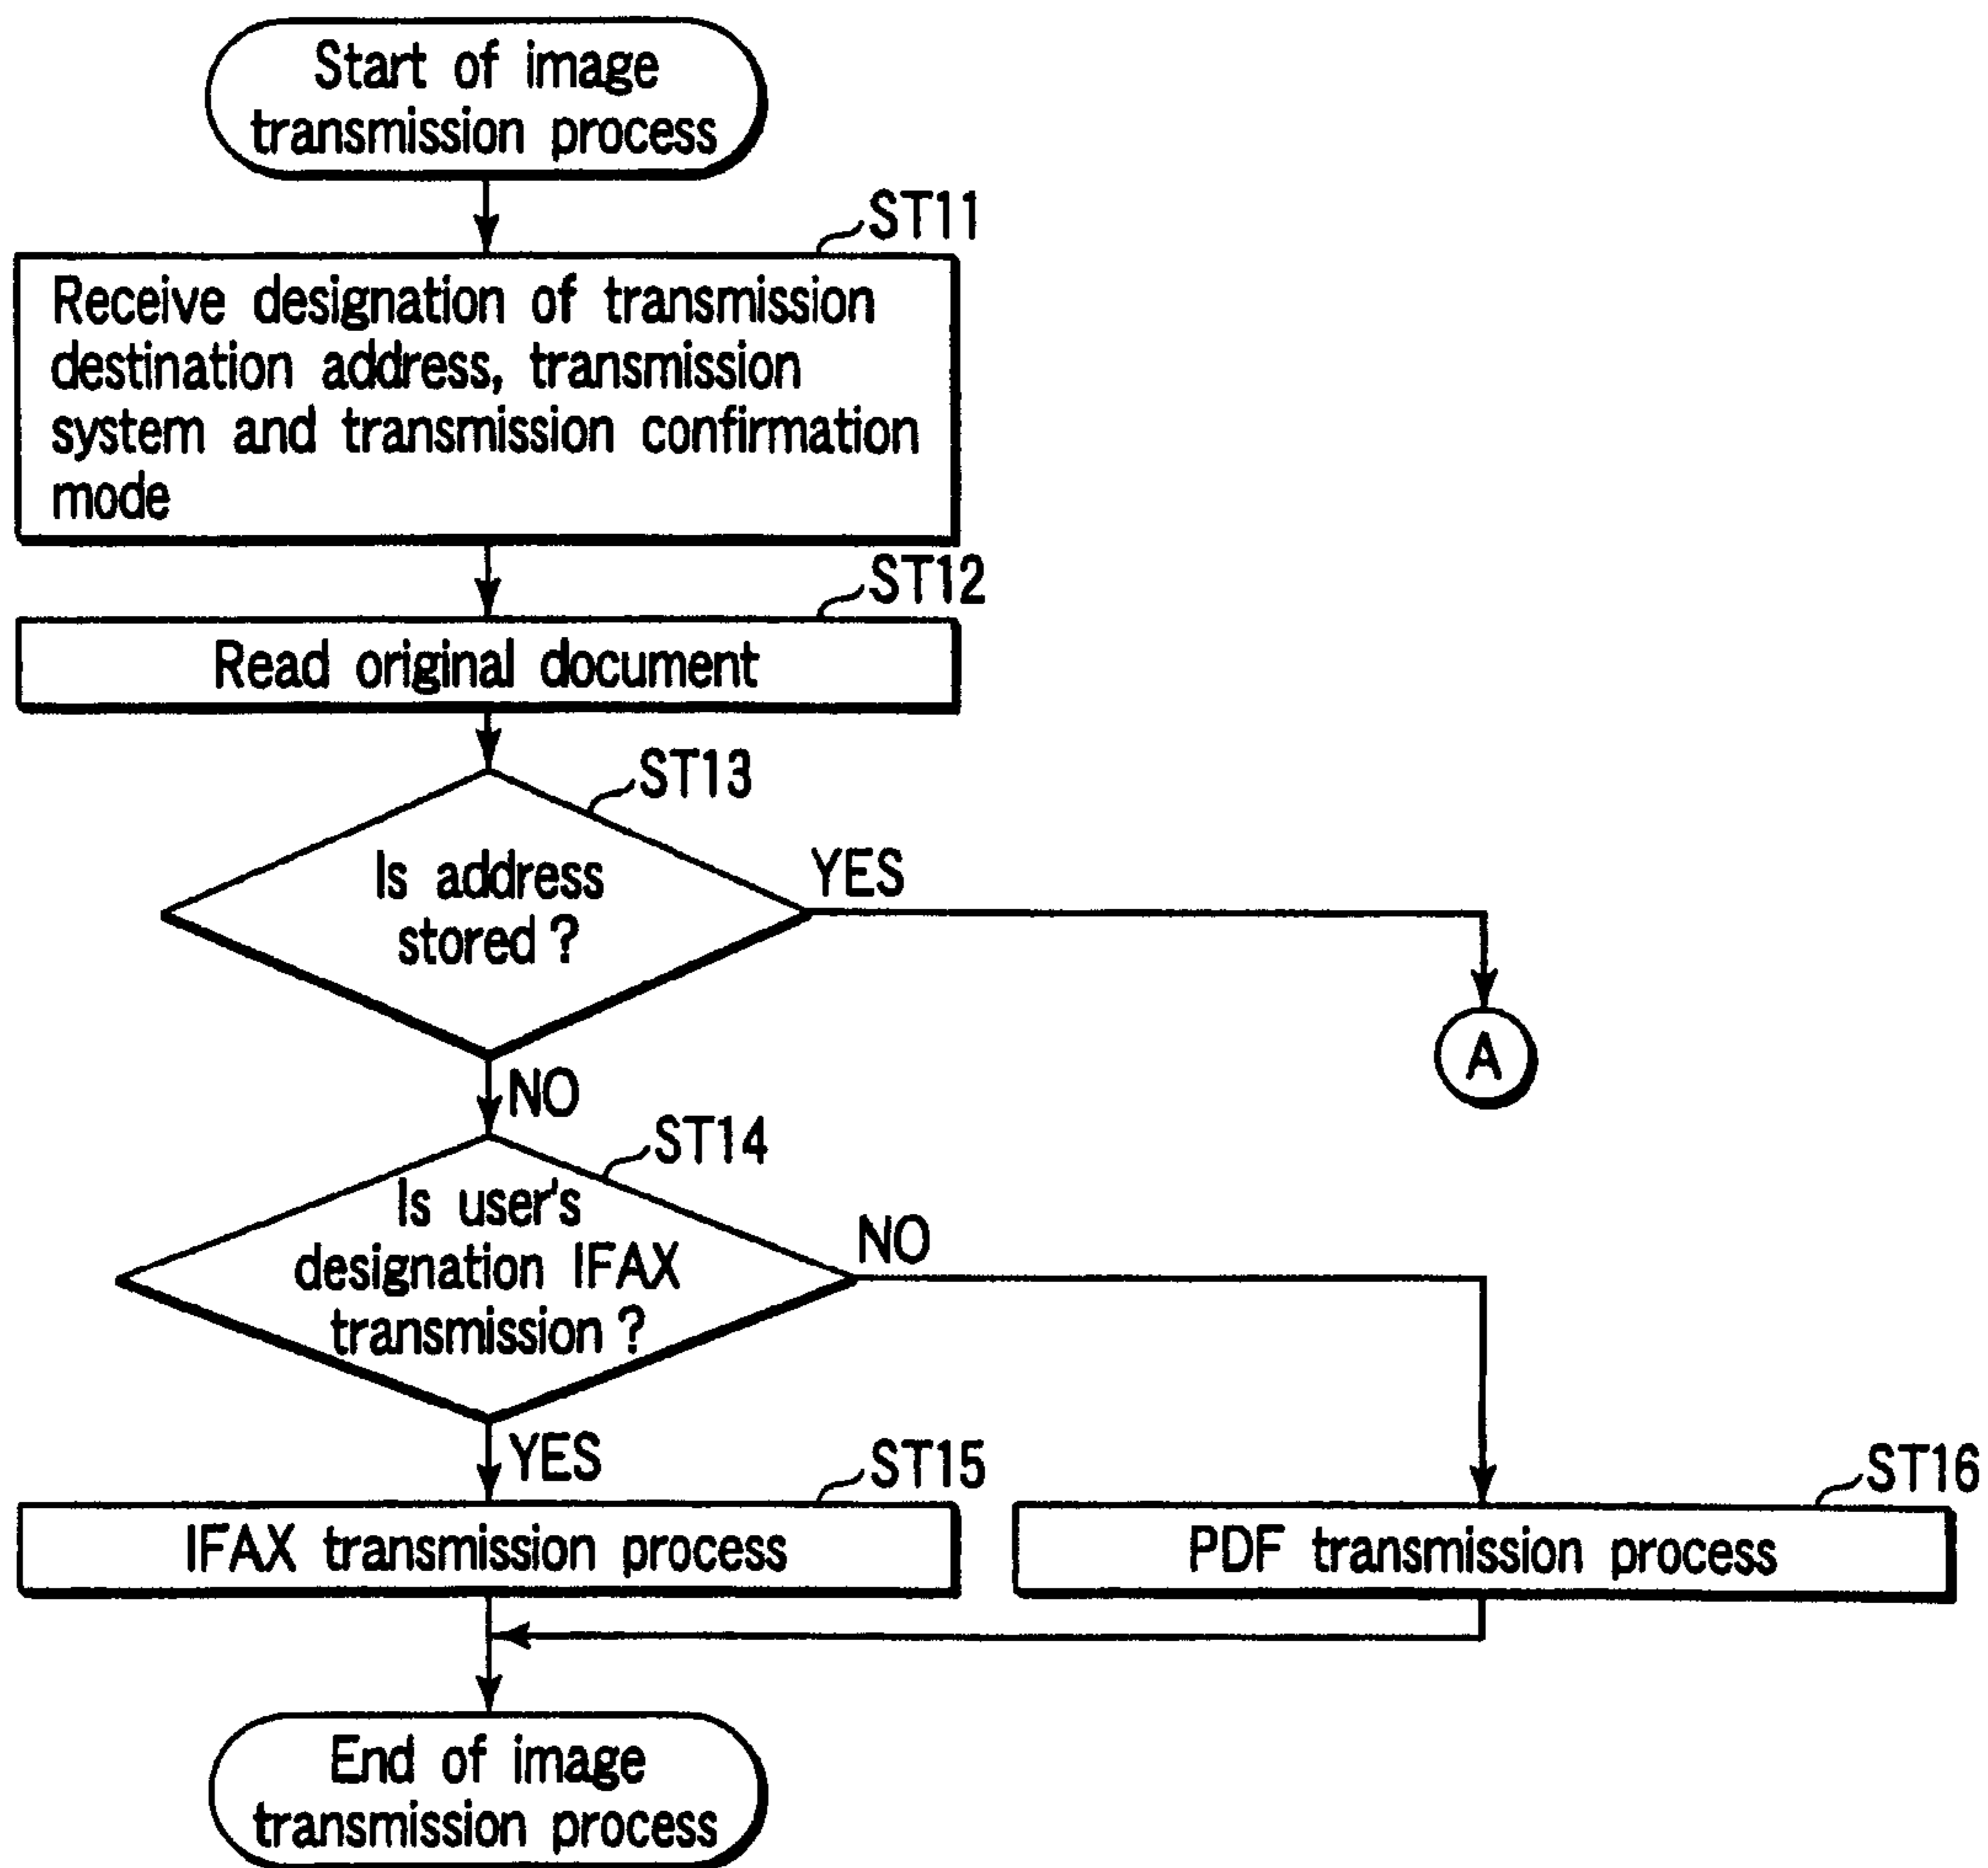 Start of image
transmission process
ST11
Receive designation of transmission
destination address, transmission
system and transmission confirmation
mode
ST12
Read original document
ST13
Is address
stored ?
YES
A
NO
ST14
Is user's
designation IFAX
transmission ?
NO
YES
ST15
IFAX transmission process
ST16
PDF transmission process
End of image
transmission process